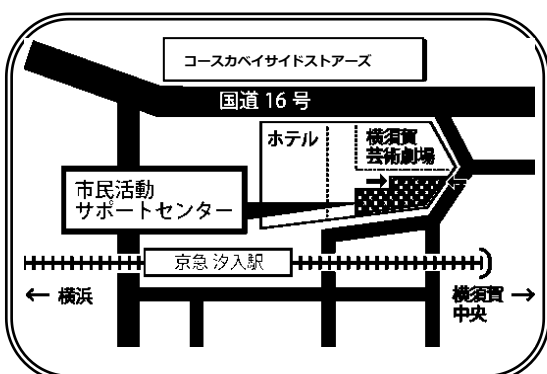 コースカベイサイドストアーズ
国道 16 号
ホテル
横須賀
芸術劇場
→
←
市民活動
サポートセンター
京急 汐入駅
← 横浜
横須賀 →
中央